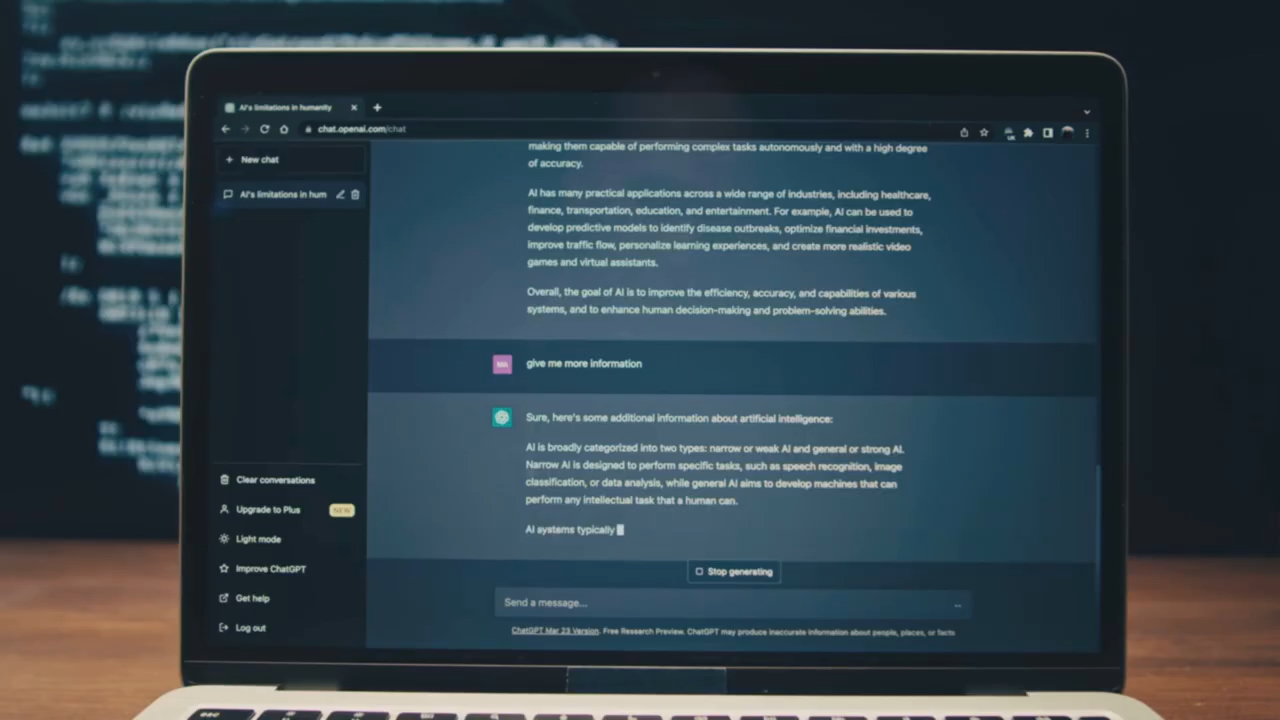 AI's limitations in humanity
chat.openai.com/chat
New chat
AI's limitations in hum
making them capable of performing complex tasks autonomously and with a high degree
of accuracy.
AI has many practical applications across a wide range of industries, including healthcare,
finance, transportation, education, and entertainment. For example, AI can be used to
develop predictive models to identify disease outbreaks, optimize financial investments,
improve traffic flow, personalize learning experiences, and create more realistic video
games and virtual assistants.
Overall, the goal of AI is to improve the efficiency, accuracy, and capabilities of various
systems, and to enhance human decision-making and problem-solving abilities.
give me more information
Sure, here's some additional information about artificial intelligence:
AI is broadly categorized into two types: narrow or weak AI and general or strong AI.
Narrow AI is designed to perform specific tasks, such as speech recognition, image
classification, or data analysis, while general AI aims to develop machines that can
perform any intellectual task that a human can.
AI systems typically
Clear conversations
Upgrade to Plus NEW
Light mode
Improve ChatGPT
Get help
Log out
Stop generating
Send a message...
ChatGPT Mar 23 Version. Free Research Preview. ChatGPT may produce inaccurate information about people, places, or facts
esc